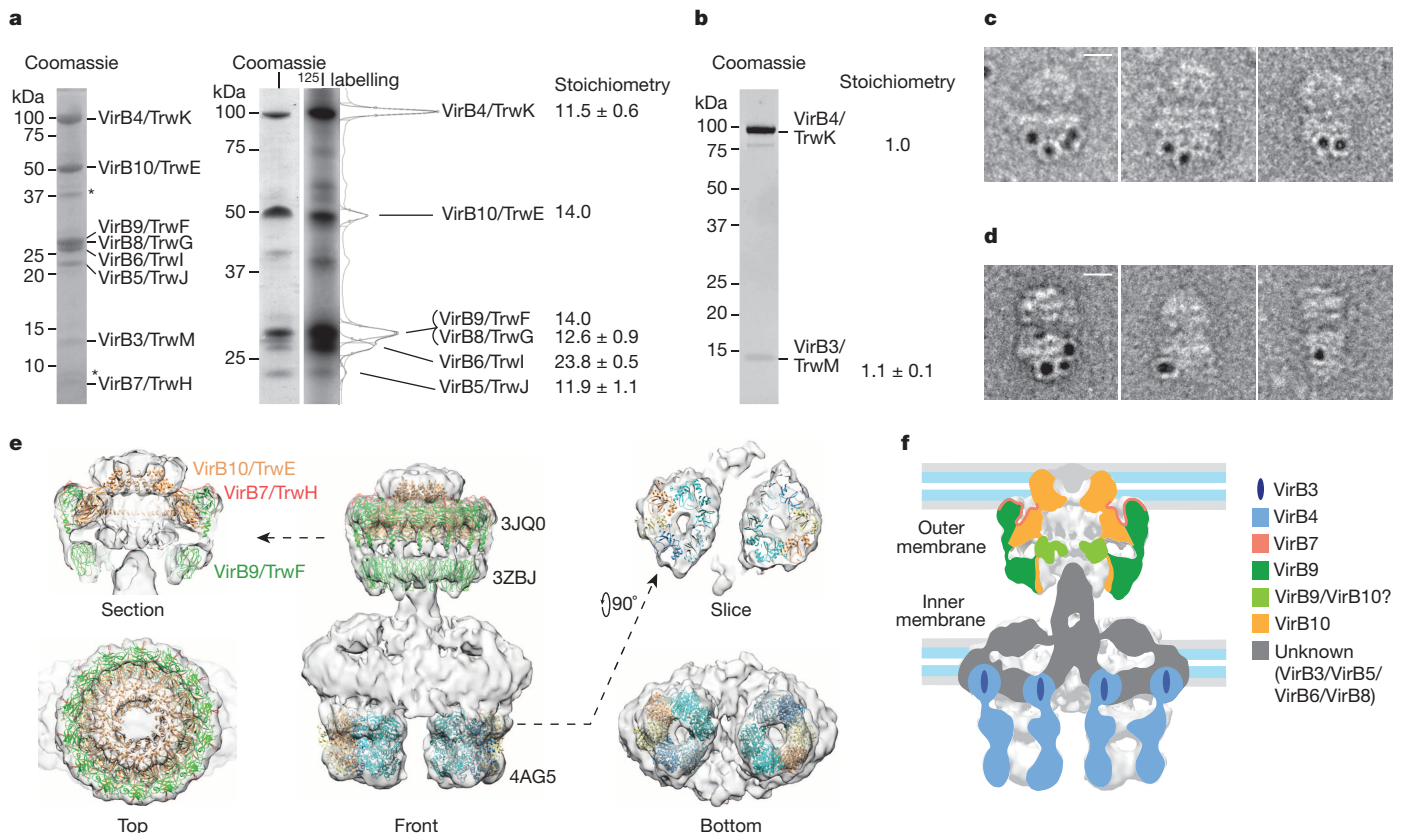 a
Coomassie
kDa
100
75
50
37
25
20
15
10
VirB4/TrwK
VirB10/TrwE
*
VirB9/TrwF
VirB8/TrwG
VirB6/TrwI
VirB5/TrwJ
VirB3/TrwM
*
VirB7/TrwH
Coomassie
125I labelling
Stoichiometry
kDa
100
75
50
37
25
VirB4/TrwK 11.5 ± 0.6
VirB10/TrwE 14.0
VirB9/TrwF 14.0
VirB8/TrwG 12.6 ± 0.9
VirB6/TrwI 23.8 ± 0.5
VirB5/TrwJ 11.9 ± 1.1
b
Coomassie
Stoichiometry
kDa
100
75
50
37
25
20
15
VirB4/
TrwK
1.0
VirB3/
TrwM
1.1 ± 0.1
c
d
e
VirB10/TrwE
VirB7/TrwH
VirB9/TrwF
Section
Top
3JQ0
3ZBJ
4AG5
Front
90°
Slice
Bottom
f
Outer
membrane
Inner
membrane
VirB3
VirB4
VirB7
VirB9
VirB9/VirB10?
VirB10
Unknown
(VirB3/VirB5/
VirB6/VirB8)